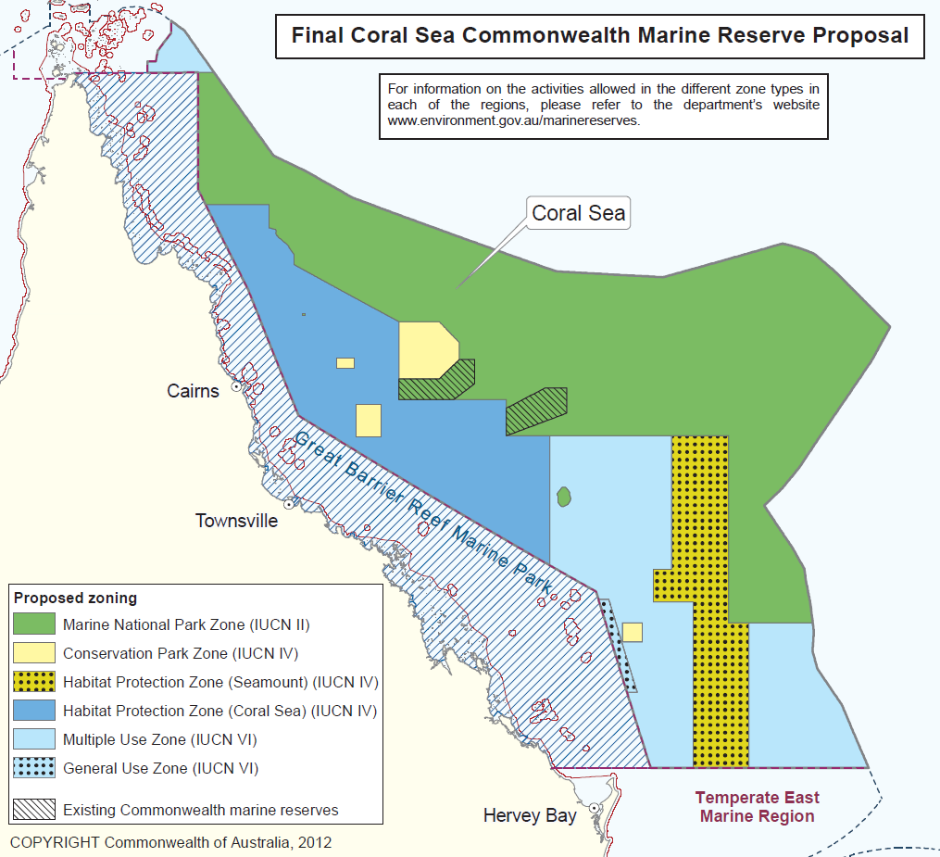 Final Coral Sea Commonwealth Marine Reserve Proposal
For information on the activities allowed in the different zone types in
each of the regions, please refer to the department's website
www.environment.gov.au/marinereserves.
Coral Sea
Cairns
Great Barrier Reef Marine Park
Townsville
Proposed zoning
Marine National Park Zone (IUCN II)
Conservation Park Zone (IUCN IV)
Habitat Protection Zone (Seamount) (IUCN IV)
Habitat Protection Zone (Coral Sea) (IUCN IV)
Multiple Use Zone (IUCN VI)
General Use Zone (IUCN VI)
Existing Commonwealth marine reserves
Hervey Bay
Temperate East
Marine Region
COPYRIGHT Commonwealth of Australia, 2012